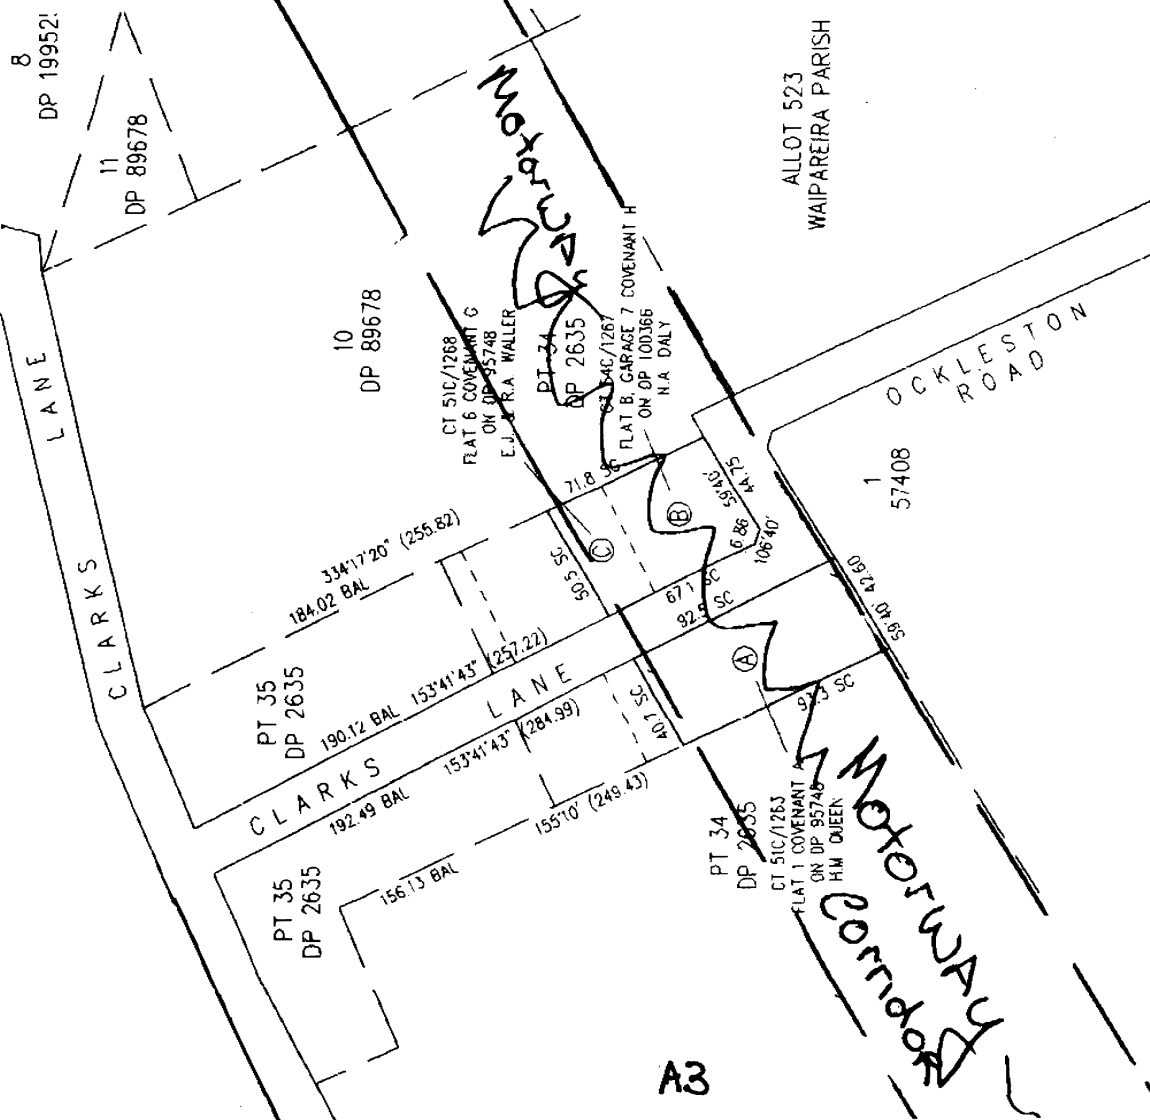 8
DP 19952
11
DP 89678
ALLOT 523
WAIPAREIRA PARISH
Motorway
10
DP 89678
CT 51C/1268
FLAT 6 COVENANT G
ON DP 95748
E.J. & R.A. WALLER
PT 34
DP 2635
CT 54C/1267
FLAT B, GARAGE 7 COVENANT H
ON DP 100366
N.A. DALY
OCKLESTON
ROAD
CLARKS LANE
71.8 SC
59°40'
44.75
6.86
106°40'
1
57408
B
C
50.5 SC
67.1 SC
92.5 SC
59°40' 42.60
334°17'20" (255.82)
184.02 BAL
PT 35
DP 2635
190.12 BAL 153°41'43" (257.22)
CLARKS LANE
192.49 BAL 153°41'43" (284.99)
40.7 SC
A
93.3 SC
155°10' (249.43)
156.13 BAL
PT 35
DP 2635
PT 34
DP 2635
CT 51C/1263
FLAT 1 COVENANT A
ON DP 95748
H.M QUEEN
MotorWAy
Corridor
A3